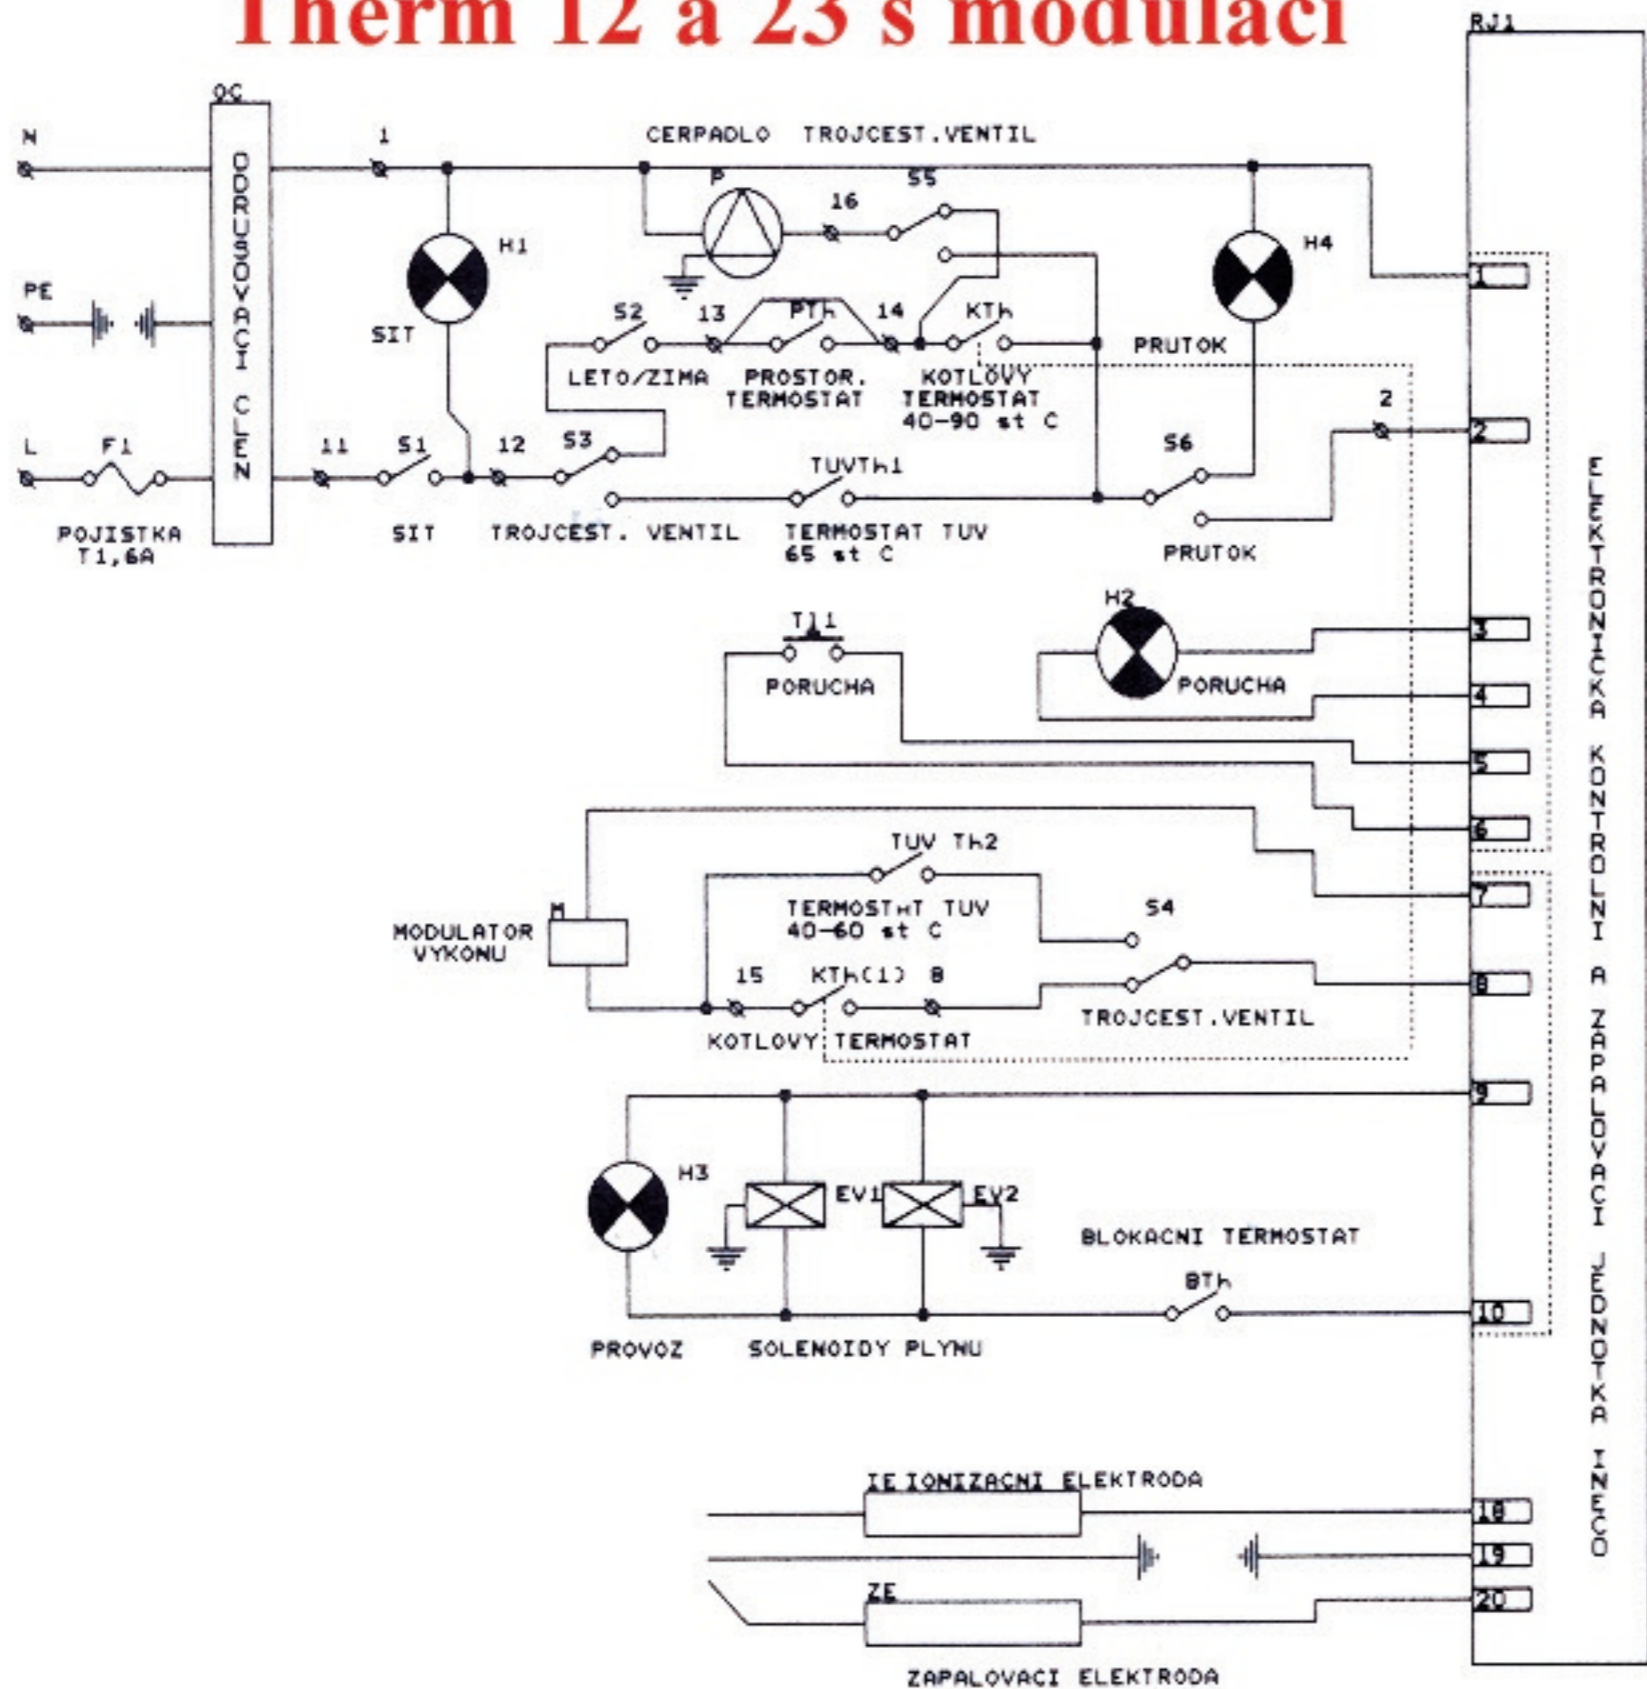 Therm 12 a 23 s modulaci
RJ1
OC
ODRUSOVACI CLEN
N
1
CERPADLO TROJCEST.VENTIL
P
16
S5
H1
H4
1
PE
SIT
S2
13
PTh
14
KTh
PRUTOK
LETO/ZIMA
PROSTOR.
TERMOSTAT
KOTLOVY
TERMOSTAT
40-90 st C
2
2
L
F1
11
S1
12
S3
TUVTh1
S6
POJISTKA
T1,6A
SIT
TROJCEST. VENTIL
TERMOSTAT TUV
65 st C
PRUTOK
ELEKTRONICKA KONTROLNI A ZAPALOVACI JEDNOTKA INECO
H2
Tl1
3
PORUCHA
PORUCHA
4
5
6
TUV Th2
7
TERMOSTAT TUV
40-60 st C
S4
M
MODULATOR
VYKONU
15
KTh(1)
8
8
KOTLOVY TERMOSTAT
TROJCEST.VENTIL
9
H3
EV1
EV2
BLOKACNI TERMOSTAT
BTh
10
PROVOZ
SOLENOIDY PLYNU
IE IONIZACNI ELEKTRODA
18
19
ZE
20
ZAPALOVACI ELEKTRODA